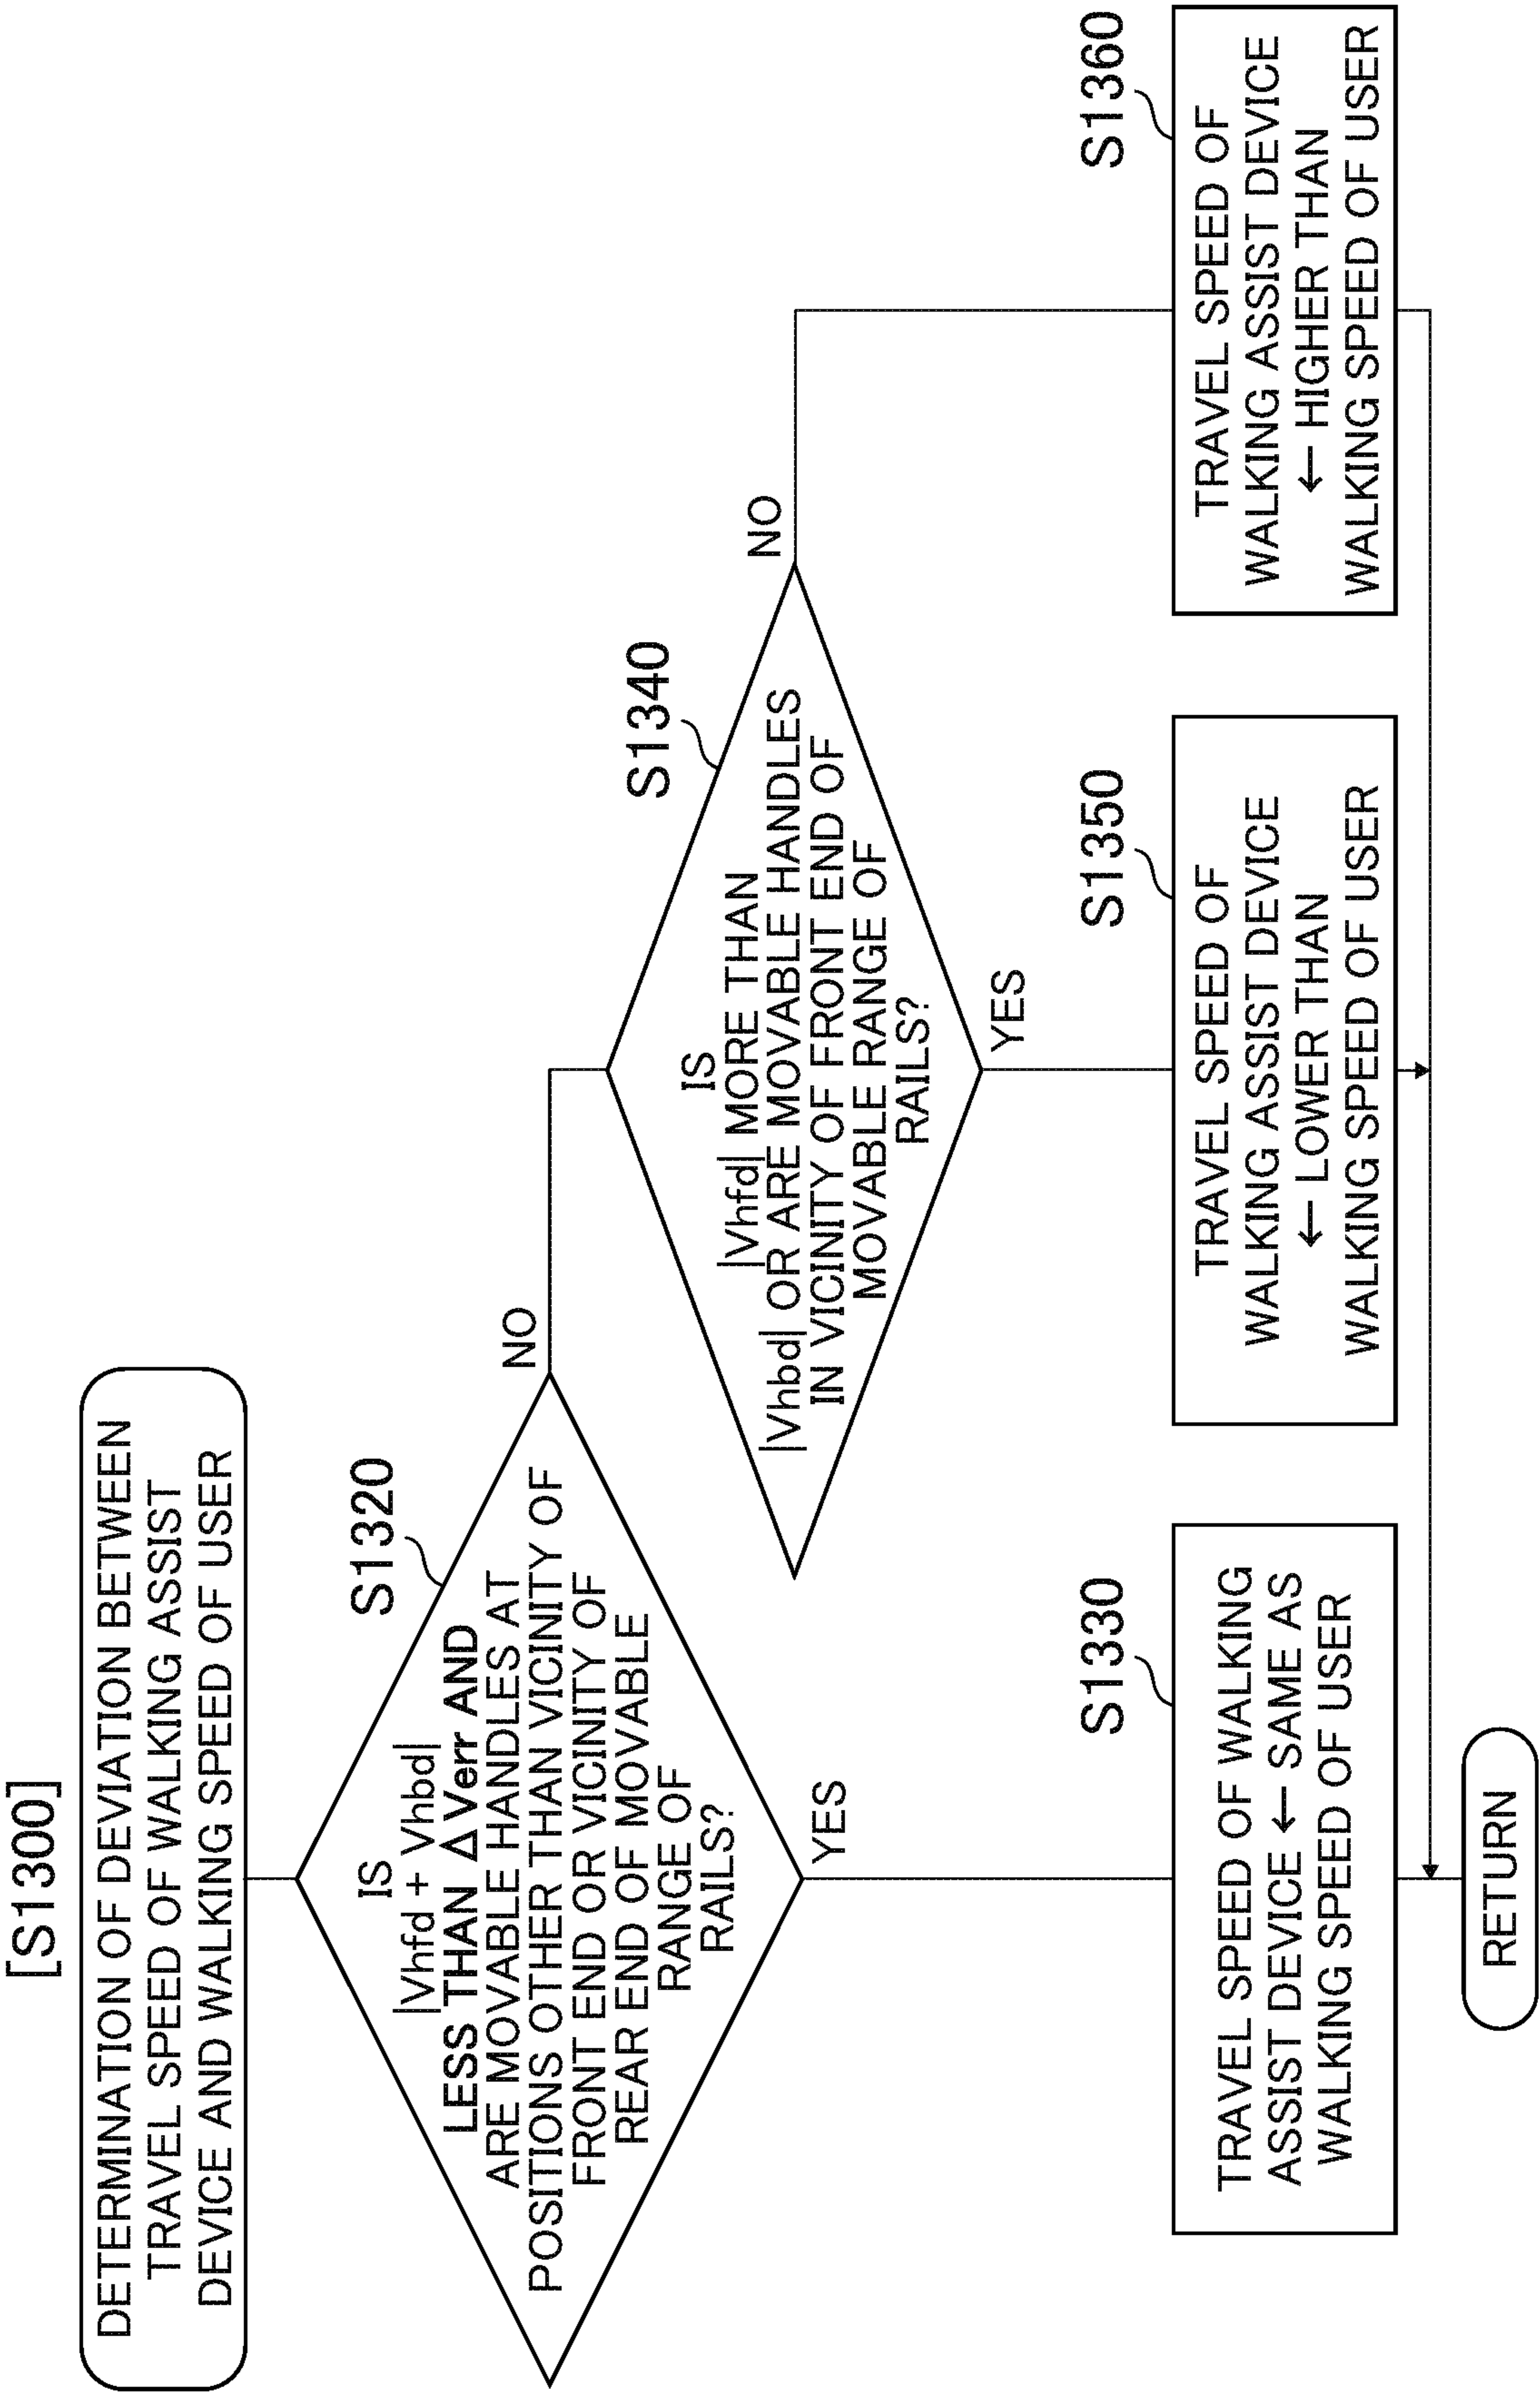 [S1300]
DETERMINATION OF DEVIATION BETWEEN
TRAVEL SPEED OF WALKING ASSIST
DEVICE AND WALKING SPEED OF USER
S1320
IS
|Vhfd + Vhbd|
LESS THAN ΔVerr AND
ARE MOVABLE HANDLES AT
POSITIONS OTHER THAN VICINITY OF
FRONT END OR VICINITY OF
REAR END OF MOVABLE
RANGE OF
RAILS?
NO
YES
S1340
IS
|Vhfd| MORE THAN
|Vhbd| OR ARE MOVABLE HANDLES
IN VICINITY OF FRONT END OF
MOVABLE RANGE OF
RAILS?
NO
YES
S1330
TRAVEL SPEED OF WALKING
ASSIST DEVICE ← SAME AS
WALKING SPEED OF USER
S1350
TRAVEL SPEED OF
WALKING ASSIST DEVICE
← LOWER THAN
WALKING SPEED OF USER
S1360
TRAVEL SPEED OF
WALKING ASSIST DEVICE
← HIGHER THAN
WALKING SPEED OF USER
RETURN